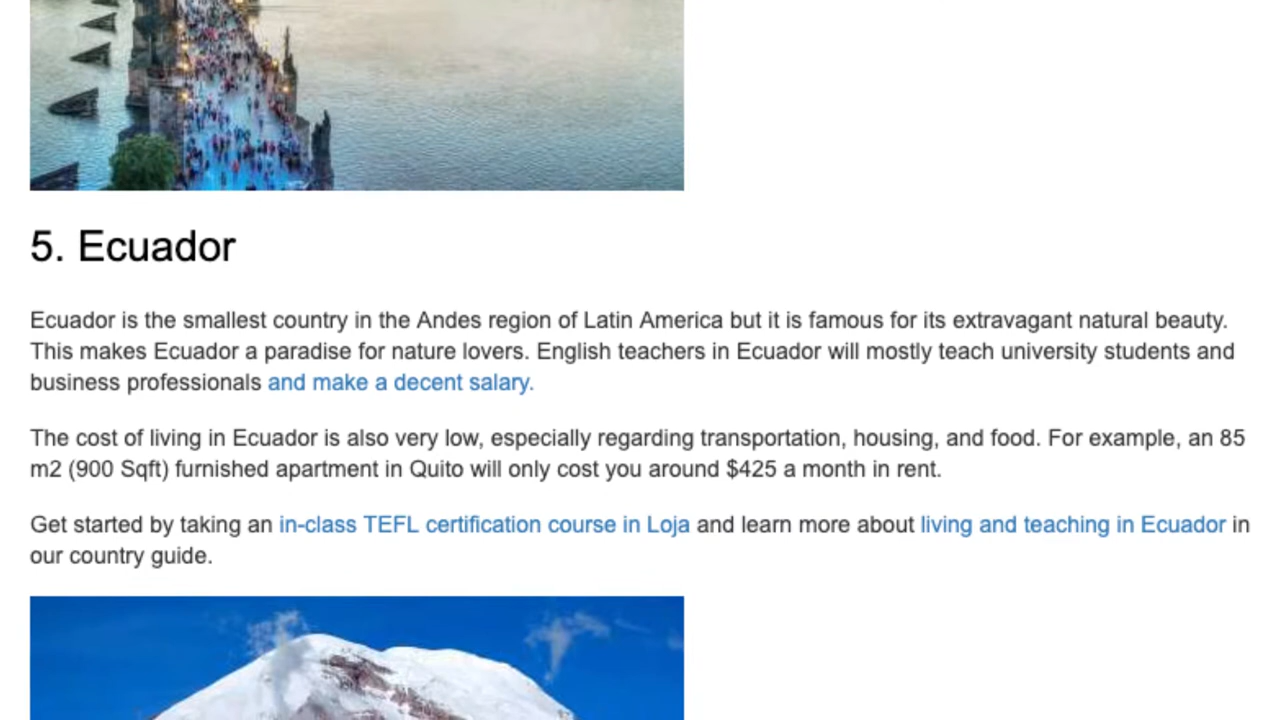 5. Ecuador
Ecuador is the smallest country in the Andes region of Latin America but it is famous for its extravagant natural beauty.
This makes Ecuador a paradise for nature lovers. English teachers in Ecuador will mostly teach university students and
business professionals and make a decent salary.
The cost of living in Ecuador is also very low, especially regarding transportation, housing, and food. For example, an 85
m2 (900 Sqft) furnished apartment in Quito will only cost you around $425 a month in rent.
Get started by taking an in-class TEFL certification course in Loja and learn more about living and teaching in Ecuador in
our country guide.